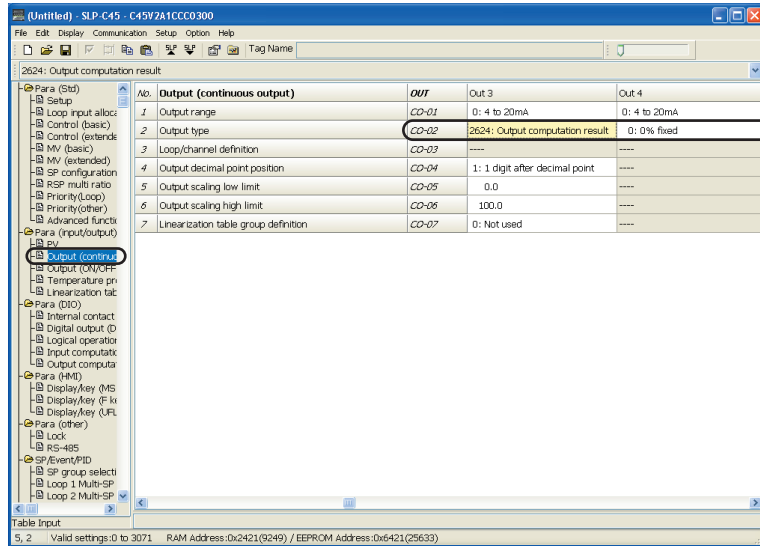 (Untitled) - SLP-C45 - C45V2A1CCC0300
File Edit Display Communication Setup Option Help
SLP SLP Tag Name
2624: Output computation result
Para (Std)
Setup
Loop input alloca
Control (basic)
Control (extende
MV (basic)
MV (extended)
SP configuration
RSP multi ratio
Priority(Loop)
Priority(other)
Advanced functio
Para (input/output)
PV
Output (continuo
Output (ON/OFF
Temperature pro
Linearization tab
Para (DIO)
Internal contact
Digital output (D
Logical operation
Input computatio
Output computat
Para (HMI)
Display/key (MS
Display/key (F ke
Display/key (UFL
Para (other)
Lock
RS-485
SP/Event/PID
SP group selecti
Loop 1 Multi-SP
Loop 2 Multi-SP
No. Output (continuous output) OUT Out 3 Out 4
1 Output range CO-01 0: 4 to 20mA 0: 4 to 20mA
2 Output type CO-02 2624: Output computation result 0: 0% fixed
3 Loop/channel definition CO-03 ---- ----
4 Output decimal point position CO-04 1: 1 digit after decimal point ----
5 Output scaling low limit CO-05 0.0 ----
6 Output scaling high limit CO-06 100.0 ----
7 Linearization table group definition CO-07 0: Not used ----
Table Input
5, 2 Valid settings:0 to 3071 RAM Address:0x2421(9249) / EEPROM Address:0x6421(25633)